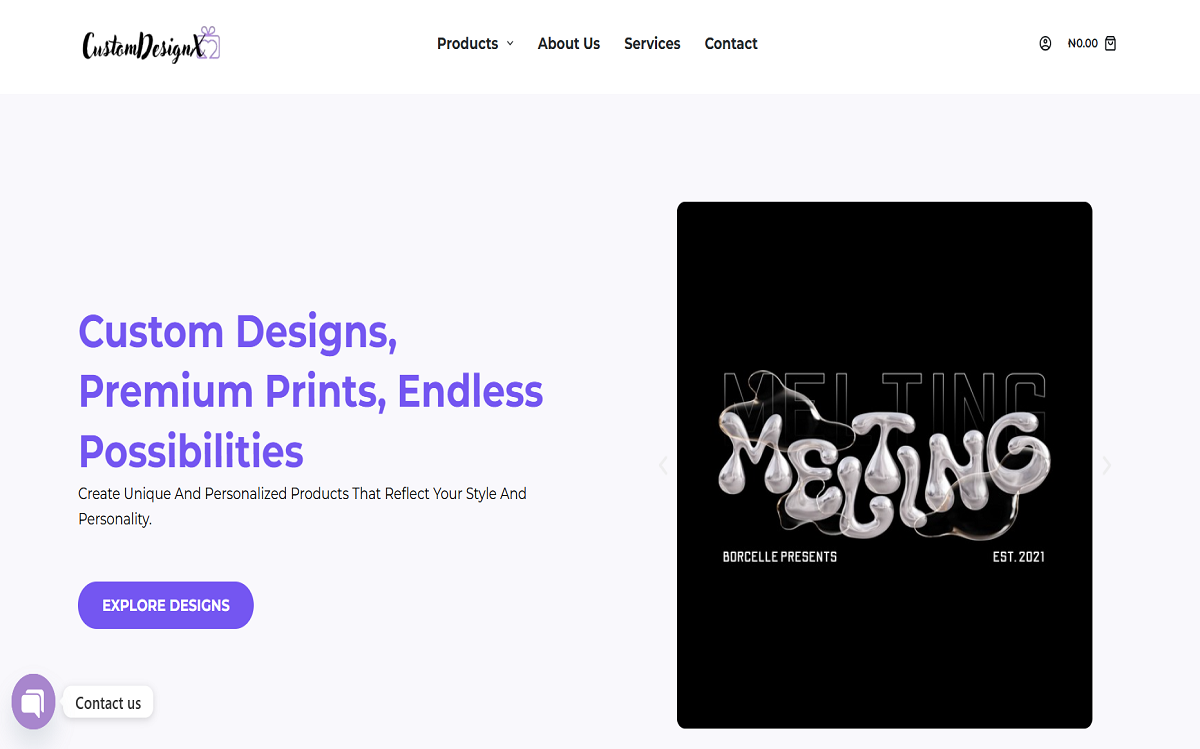 CustomDesignX
Products
About Us
Services
Contact
₦0.00
Custom Designs,
Premium Prints, Endless
Possibilities
Create Unique And Personalized Products That Reflect Your Style And
Personality.
EXPLORE DESIGNS
MELTING
MELTING
BORCELLE PRESENTS
EST. 2021
Contact us